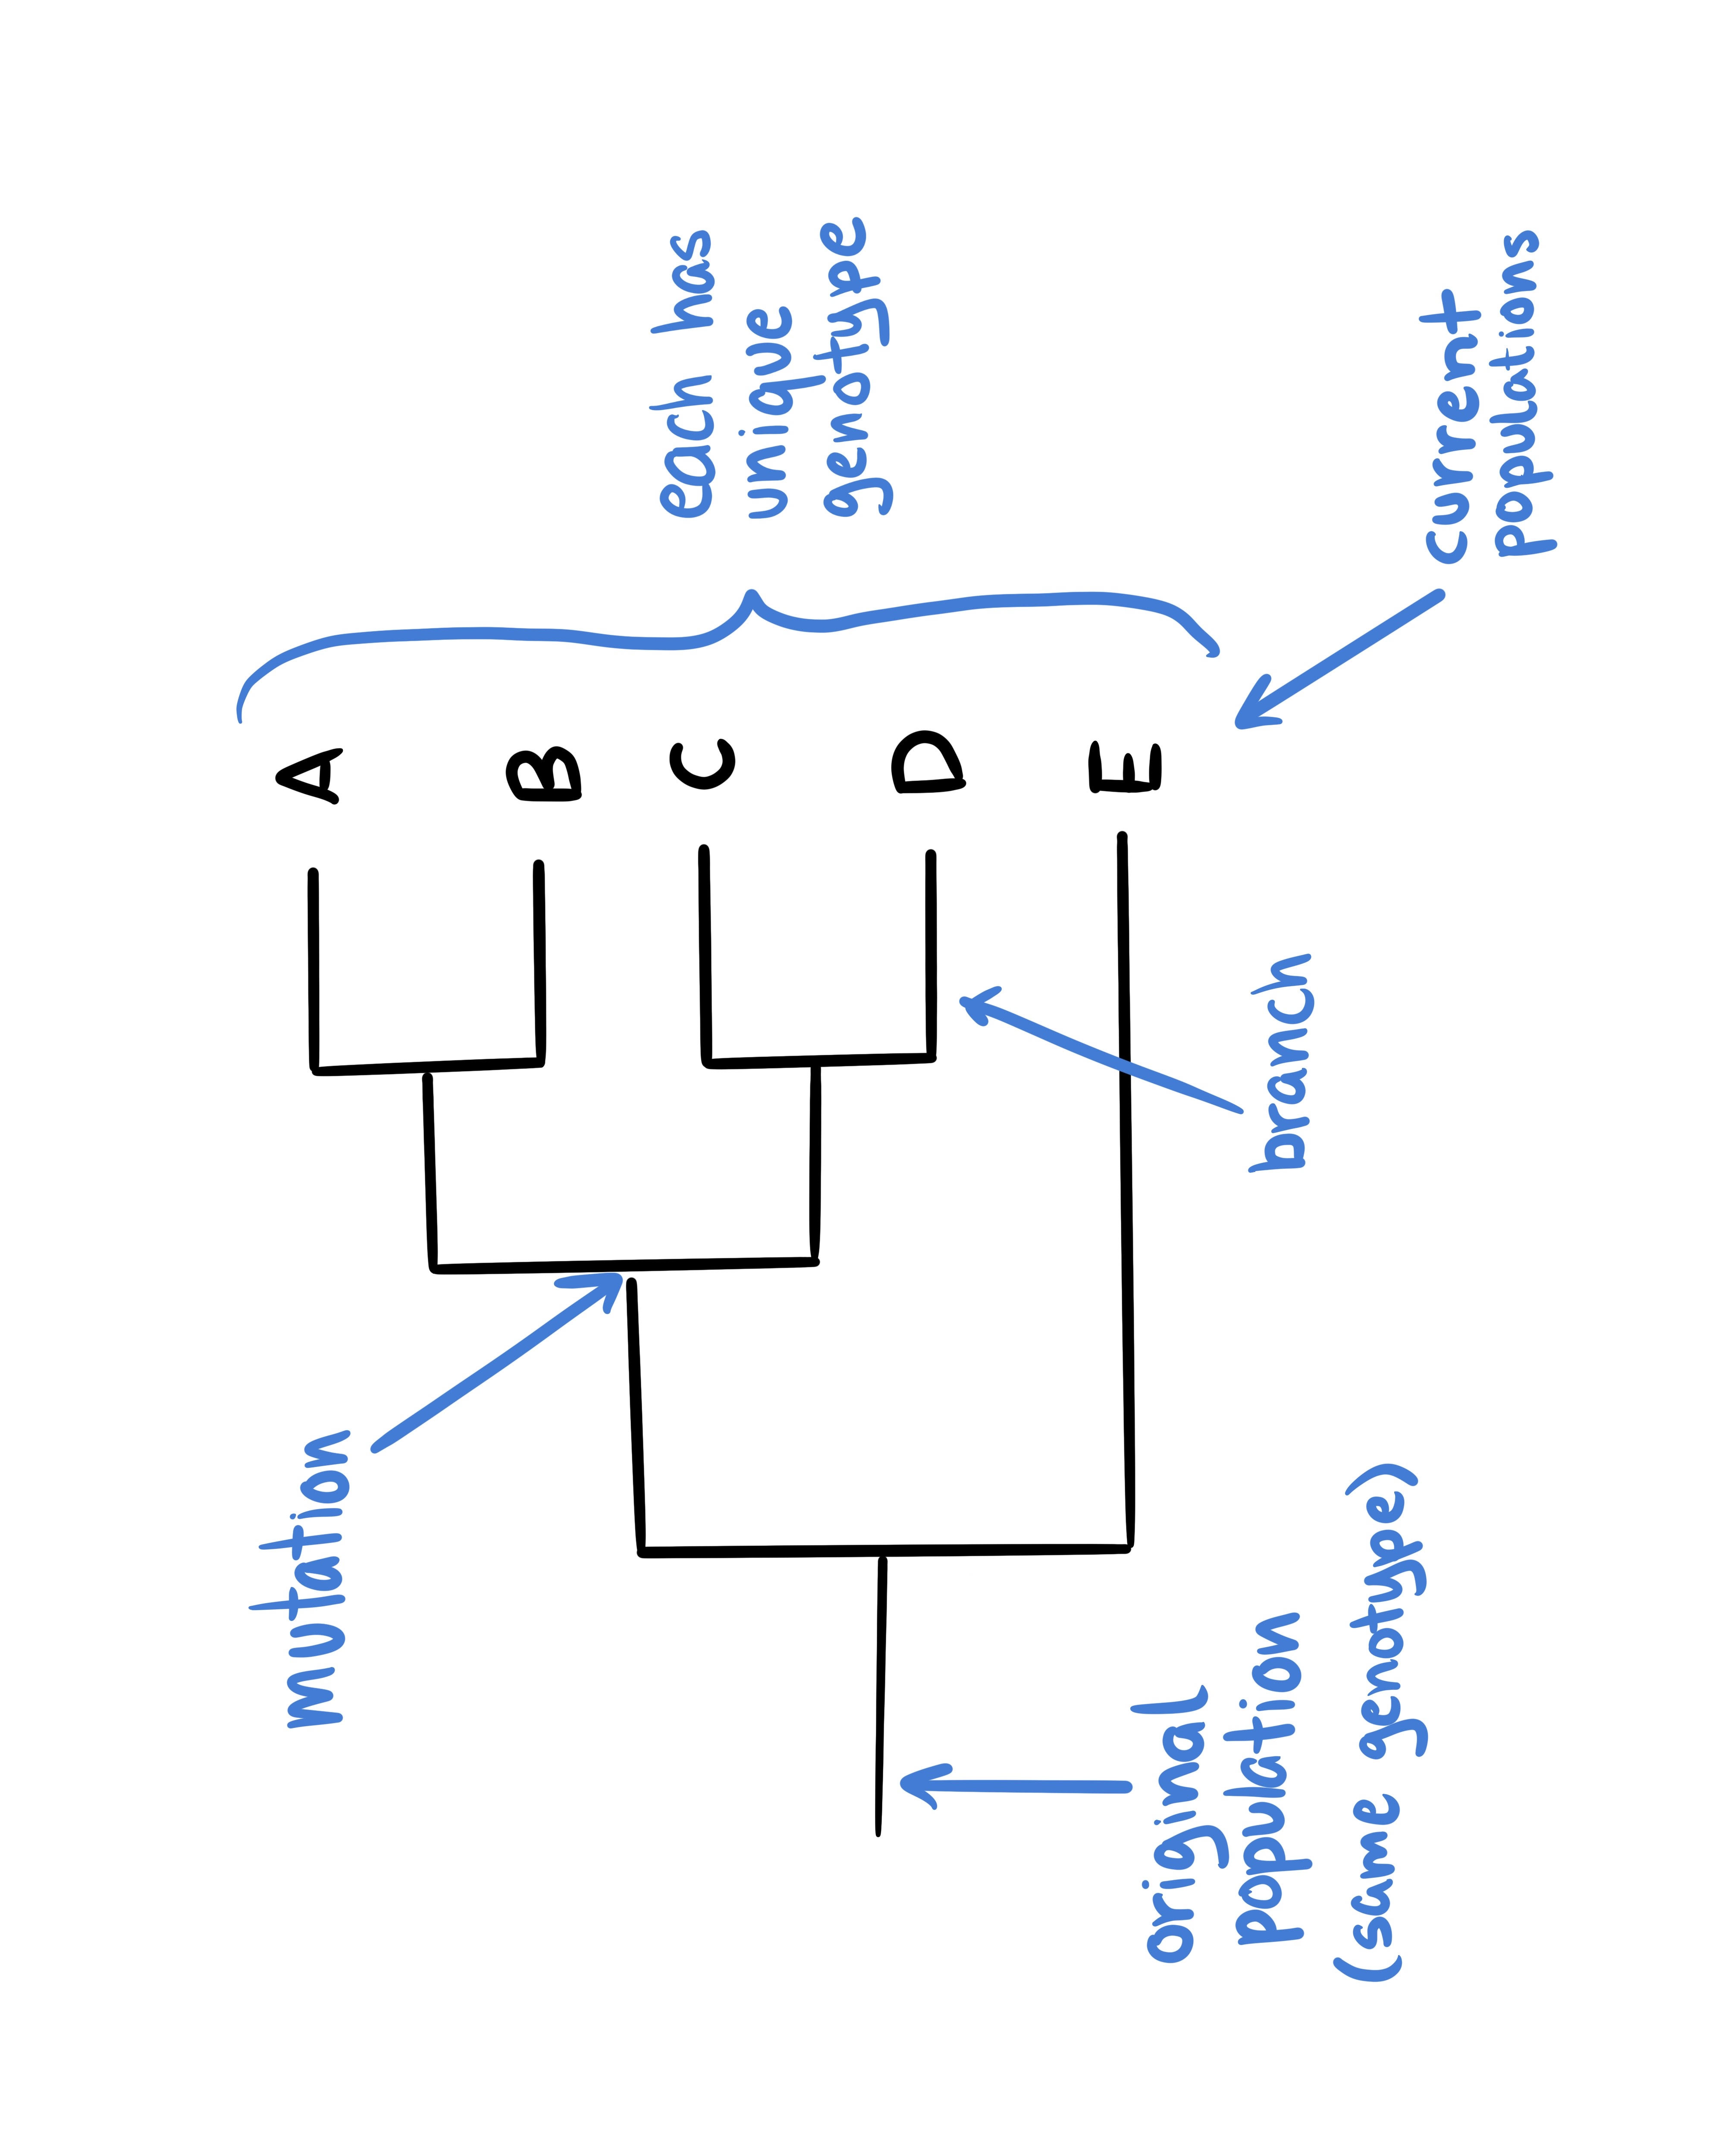 mutation
original
population
(same genotype)
branch
A
B
C
D
E
each has
unique
genotype
current
populations